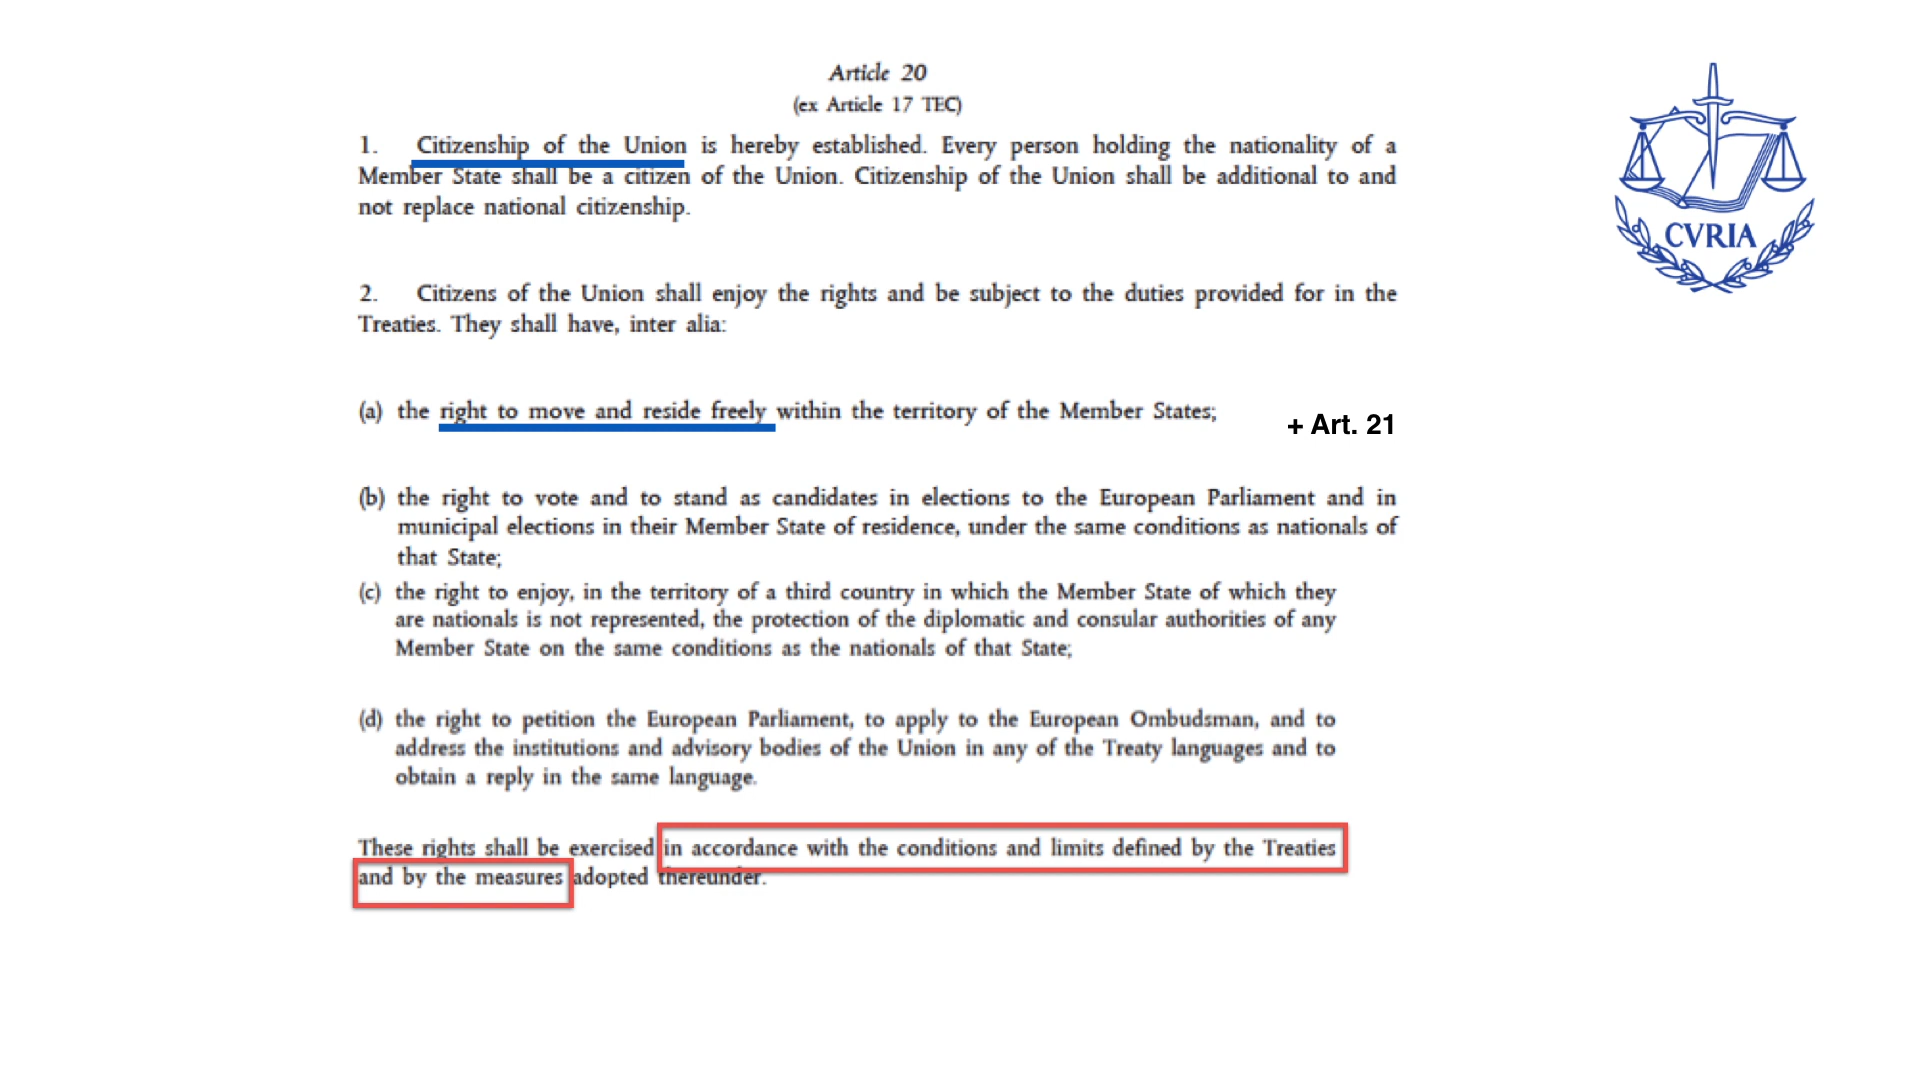 Article 20
(ex Article 17 TEC)
1. Citizenship of the Union is hereby established. Every person holding the nationality of a
Member State shall be a citizen of the Union. Citizenship of the Union shall be additional to and
not replace national citizenship.
2. Citizens of the Union shall enjoy the rights and be subject to the duties provided for in the
Treaties. They shall have, inter alia:
(a) the right to move and reside freely within the territory of the Member States;
+ Art. 21
(b) the right to vote and to stand as candidates in elections to the European Parliament and in
municipal elections in their Member State of residence, under the same conditions as nationals of
that State;
(c) the right to enjoy, in the territory of a third country in which the Member State of which they
are nationals is not represented, the protection of the diplomatic and consular authorities of any
Member State on the same conditions as the nationals of that State;
(d) the right to petition the European Parliament, to apply to the European Ombudsman, and to
address the institutions and advisory bodies of the Union in any of the Treaty languages and to
obtain a reply in the same language.
These rights shall be exercised in accordance with the conditions and limits defined by the Treaties
and by the measures adopted thereunder.
CVRIA